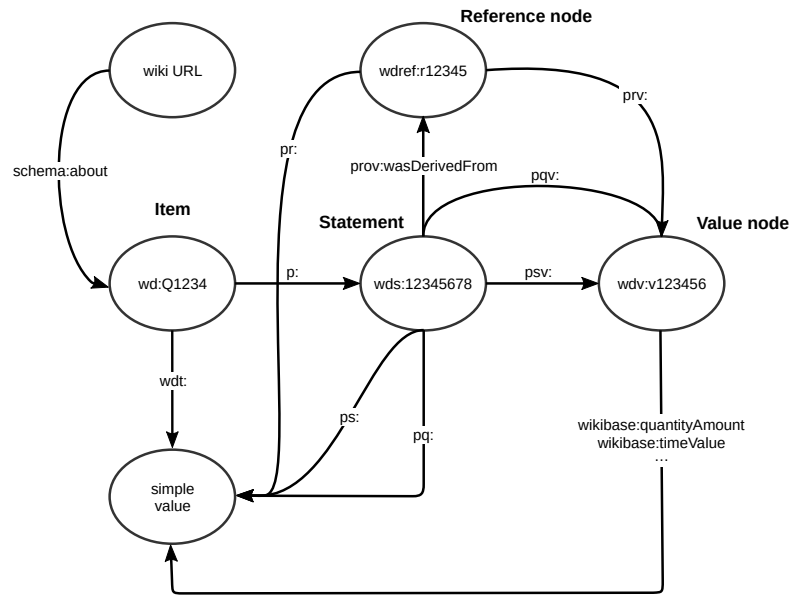 Reference node
wiki URL
wdref:r12345
prv:
pr:
prov:wasDerivedFrom
schema:about
pqv:
Item
Statement
Value node
wd:Q1234
p:
wds:12345678
psv:
wdv:v123456
wdt:
ps:
pq:
wikibase:quantityAmount
wikibase:timeValue
...
simple
value